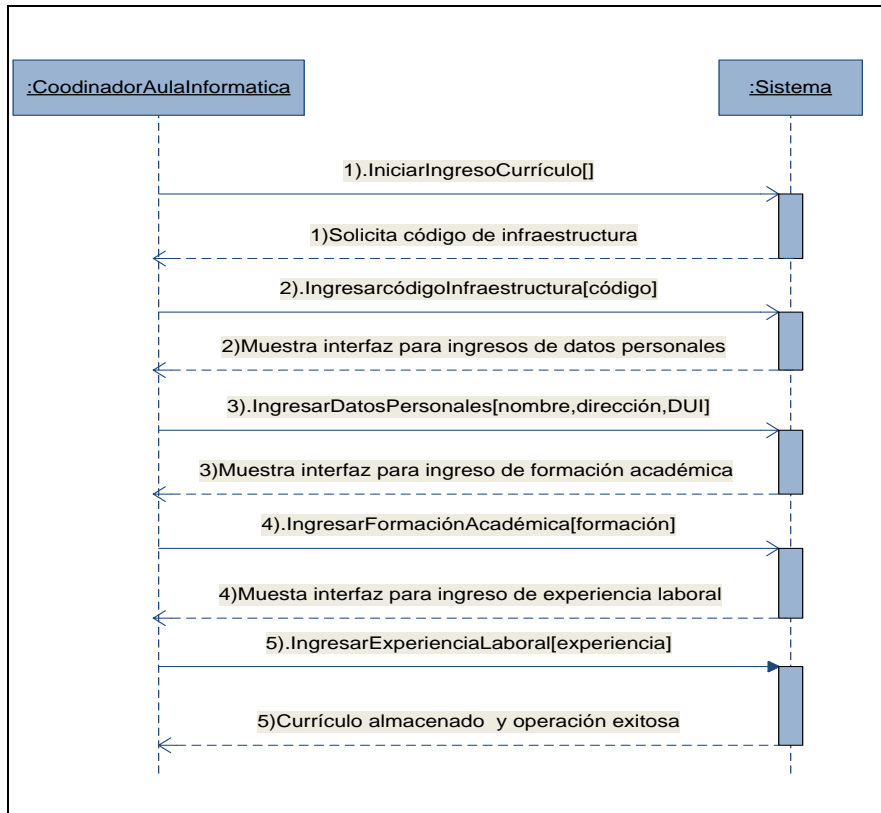 :CoodinadorAulaInformatica
:Sistema
1).IniciarIngresoCurrículo[]
1)Solicita código de infraestructura
2).IngresarcódigoInfraestructura[código]
2)Muestra interfaz para ingresos de datos personales
3).IngresarDatosPersonales[nombre,dirección,DUI]
3)Muestra interfaz para ingreso de formación académica
4).IngresarFormaciónAcadémica[formación]
4)Muesta interfaz para ingreso de experiencia laboral
5).IngresarExperienciaLaboral[experiencia]
5)Currículo almacenado y operación exitosa